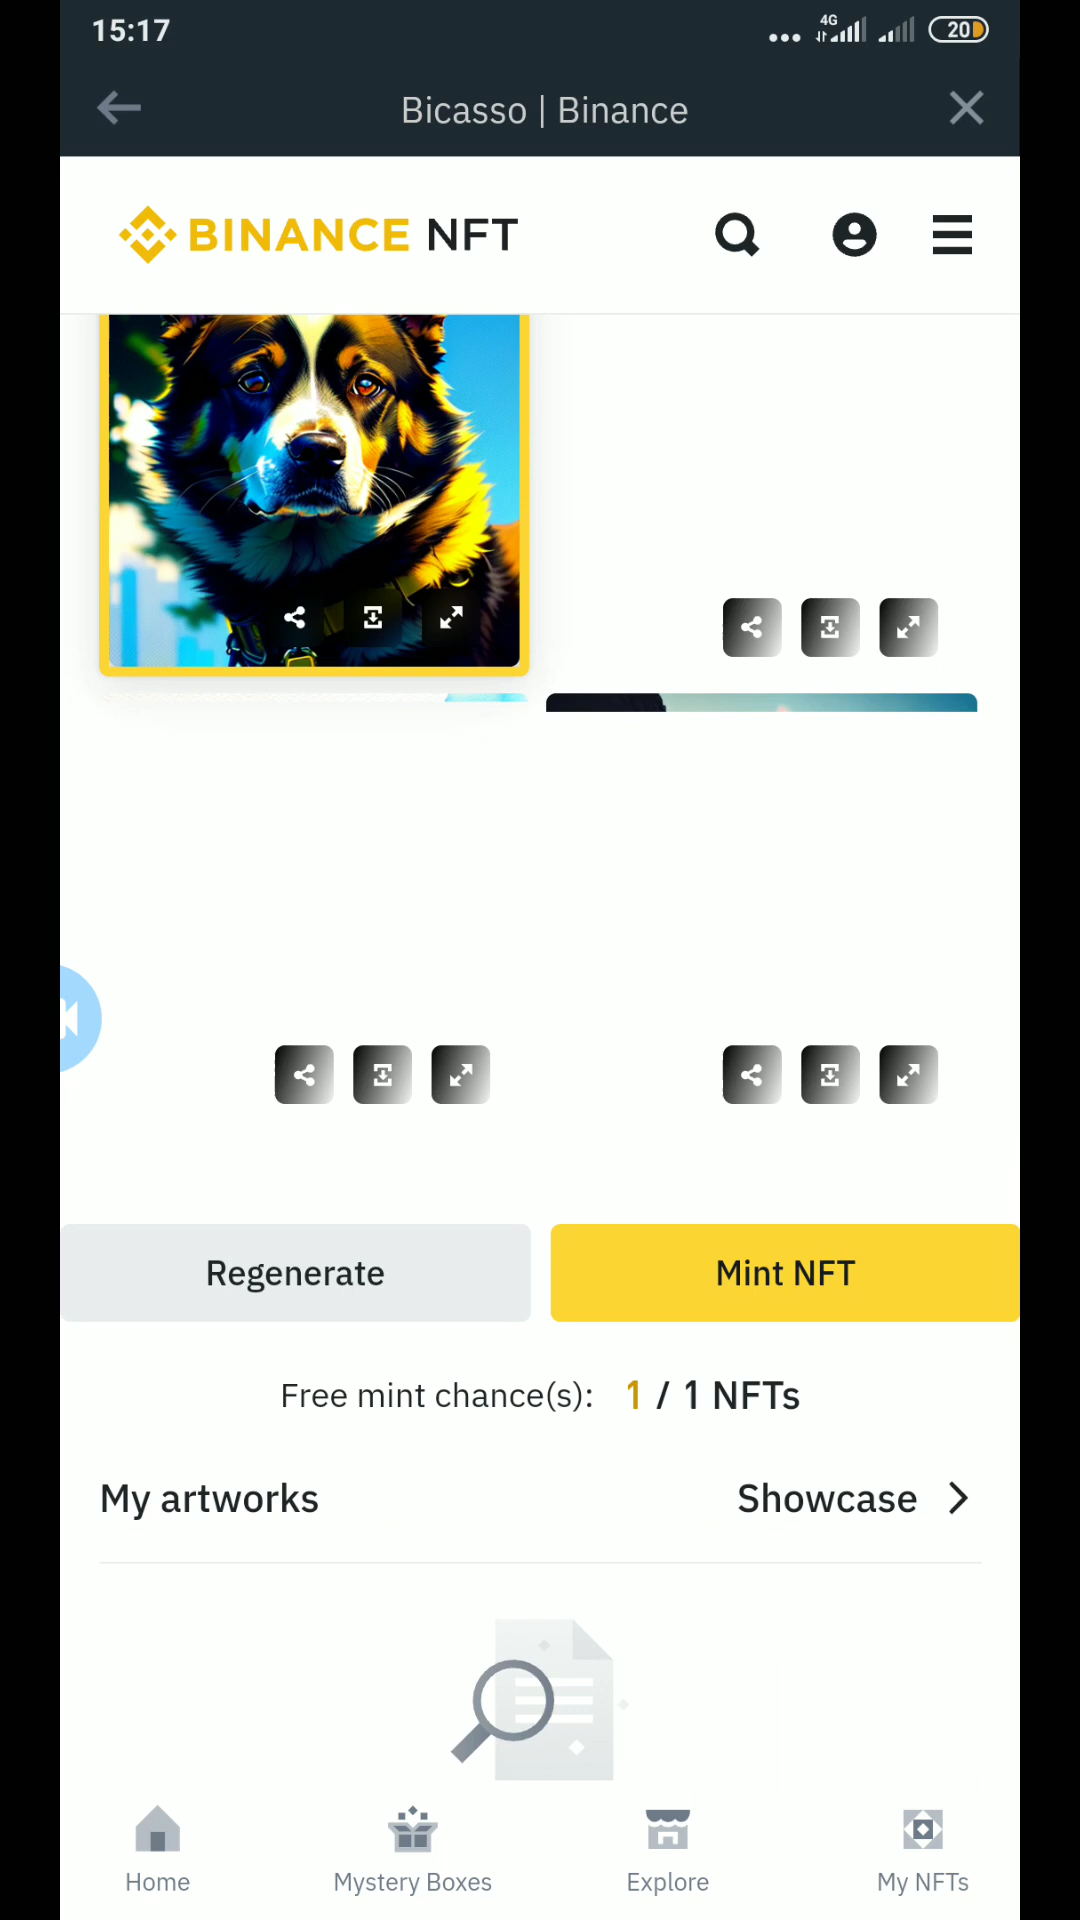 15:17
4G
20
Bicasso | Binance
BINANCE NFT
Regenerate
Mint NFT
Free mint chance(s): 1 / 1 NFTs
My artworks
Showcase
Home
Mystery Boxes
Explore
My NFTs